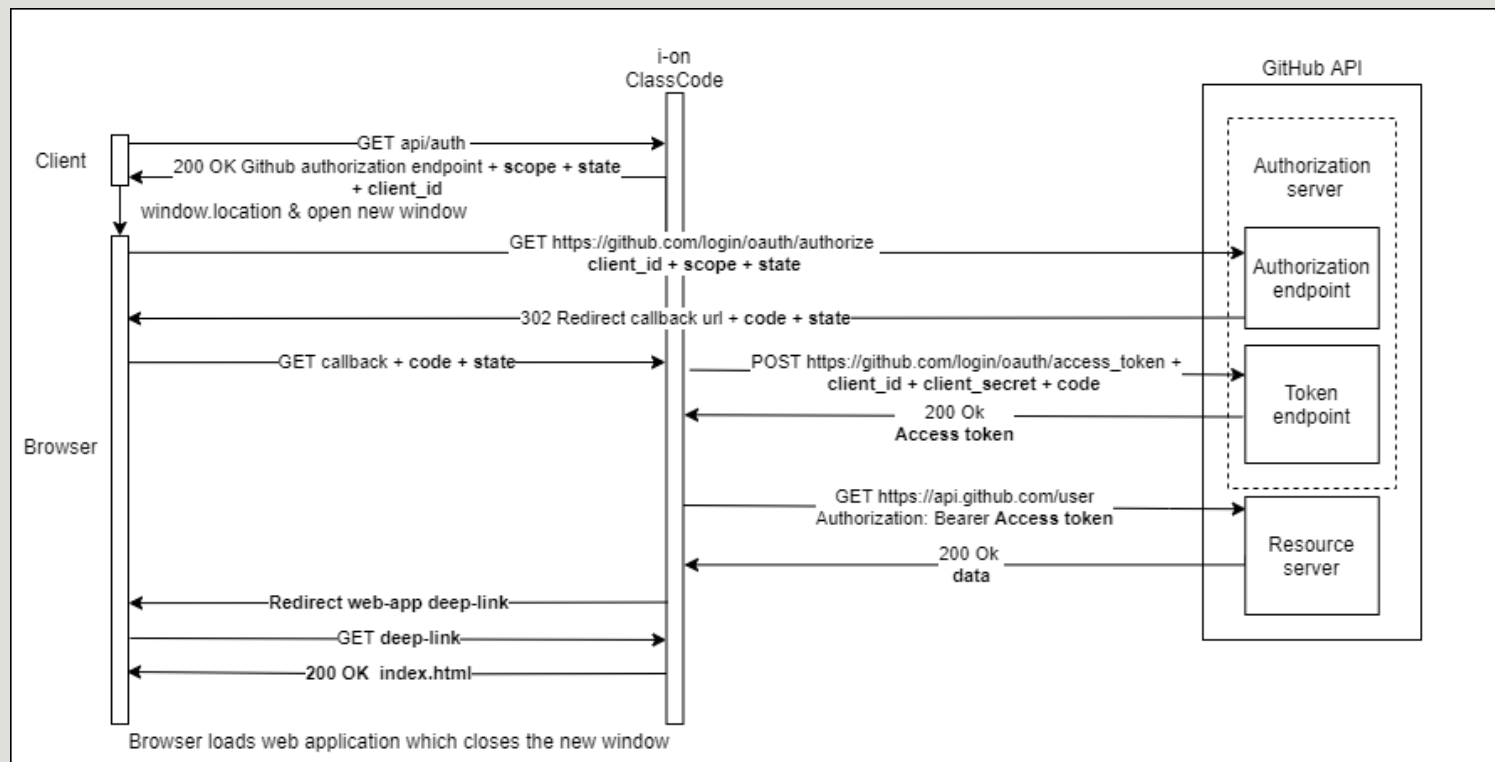 i-on
ClassCode
GitHub API
GET api/auth
Client
200 OK Github authorization endpoint + scope + state
+ client_id
window.location & open new window
Authorization
server
GET https://github.com/login/oauth/authorize
client_id + scope + state
Authorization
endpoint
302 Redirect callback url + code + state
GET callback + code + state
POST https://github.com/login/oauth/access_token +
client_id + client_secret + code
Token
endpoint
200 Ok
Access token
Browser
GET https://api.github.com/user
Authorization: Bearer Access token
Resource
server
200 Ok
data
Redirect web-app deep-link
GET deep-link
200 OK index.html
Browser loads web application which closes the new window